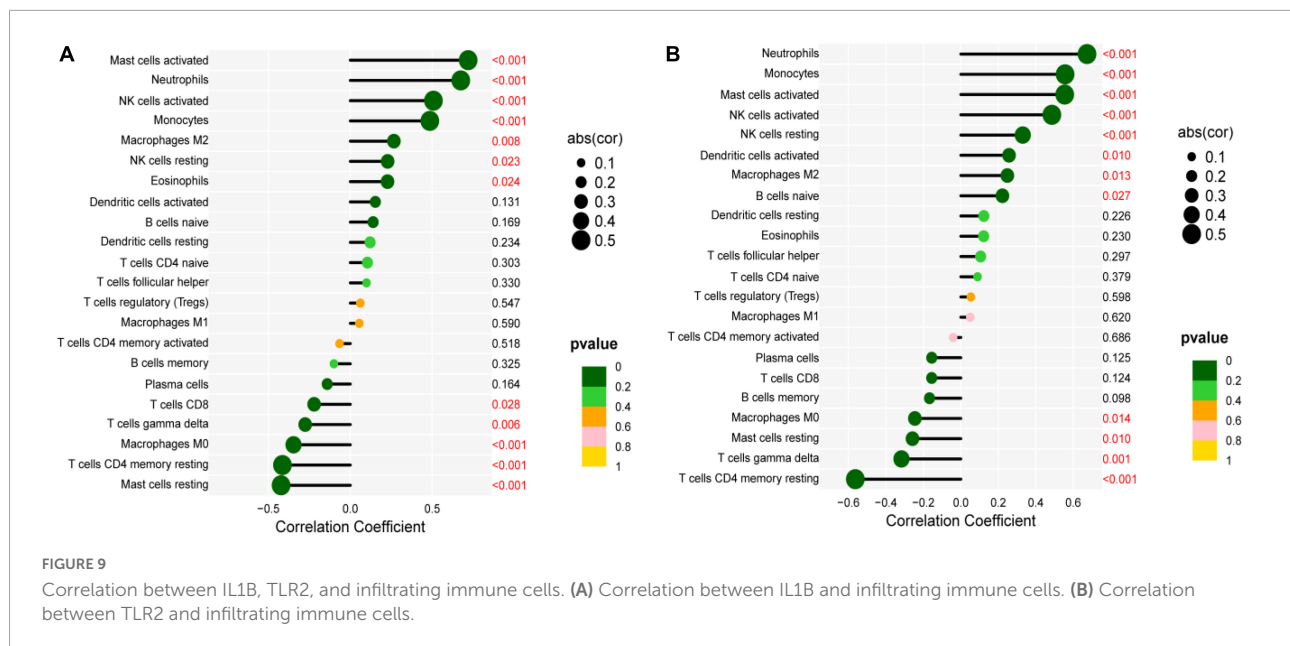 A
Mast cells activated <0.001
Neutrophils <0.001
NK cells activated <0.001
Monocytes <0.001
Macrophages M2 0.008
NK cells resting 0.023
Eosinophils 0.024
Dendritic cells activated 0.131
B cells naive 0.169
Dendritic cells resting 0.234
T cells CD4 naive 0.303
T cells follicular helper 0.330
T cells regulatory (Tregs) 0.547
Macrophages M1 0.590
T cells CD4 memory activated 0.518
B cells memory 0.325
Plasma cells 0.164
T cells CD8 0.028
T cells gamma delta 0.006
Macrophages M0 <0.001
T cells CD4 memory resting <0.001
Mast cells resting <0.001
−0.5 0.0 0.5
Correlation Coefficient
abs(cor)
0.1
0.2
0.3
0.4
0.5
pvalue
0
0.2
0.4
0.6
0.8
1
B
Neutrophils <0.001
Monocytes <0.001
Mast cells activated <0.001
NK cells activated <0.001
NK cells resting <0.001
Dendritic cells activated 0.010
Macrophages M2 0.013
B cells naive 0.027
Dendritic cells resting 0.226
Eosinophils 0.230
T cells follicular helper 0.297
T cells CD4 naive 0.379
T cells regulatory (Tregs) 0.598
Macrophages M1 0.620
T cells CD4 memory activated 0.686
Plasma cells 0.125
T cells CD8 0.124
B cells memory 0.098
Macrophages M0 0.014
Mast cells resting 0.010
T cells gamma delta 0.001
T cells CD4 memory resting <0.001
−0.6 −0.4 −0.2 0.0 0.2 0.4 0.6
Correlation Coefficient
abs(cor)
0.1
0.2
0.3
0.4
0.5
pvalue
0
0.2
0.4
0.6
0.8
1
FIGURE 9
Correlation between IL1B, TLR2, and infiltrating immune cells. (A) Correlation between IL1B and infiltrating immune cells. (B) Correlation
between TLR2 and infiltrating immune cells.